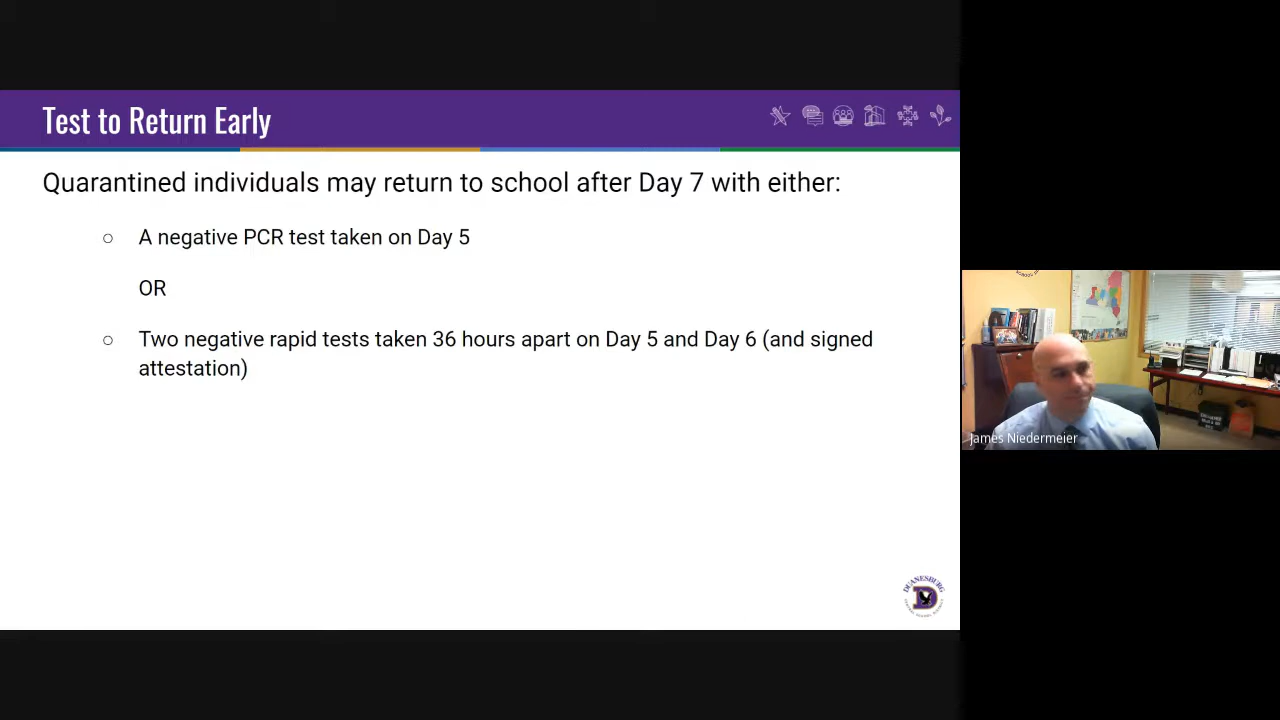 Test to Return Early
Quarantined individuals may return to school after Day 7 with either:
○ A negative PCR test taken on Day 5
OR
○ Two negative rapid tests taken 36 hours apart on Day 5 and Day 6 (and signed
attestation)
James Niedermeier
DUANESBURG
D